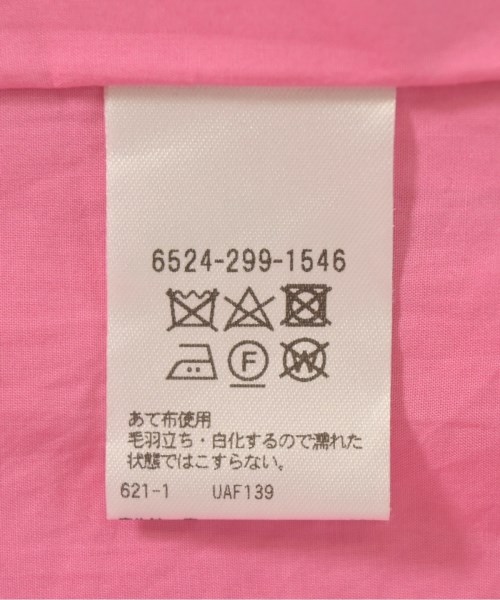 6524-299-1546
F W
あて布使用
毛羽立ち・白化するので濡れた
状態ではこすらない。
621-1 UAF139